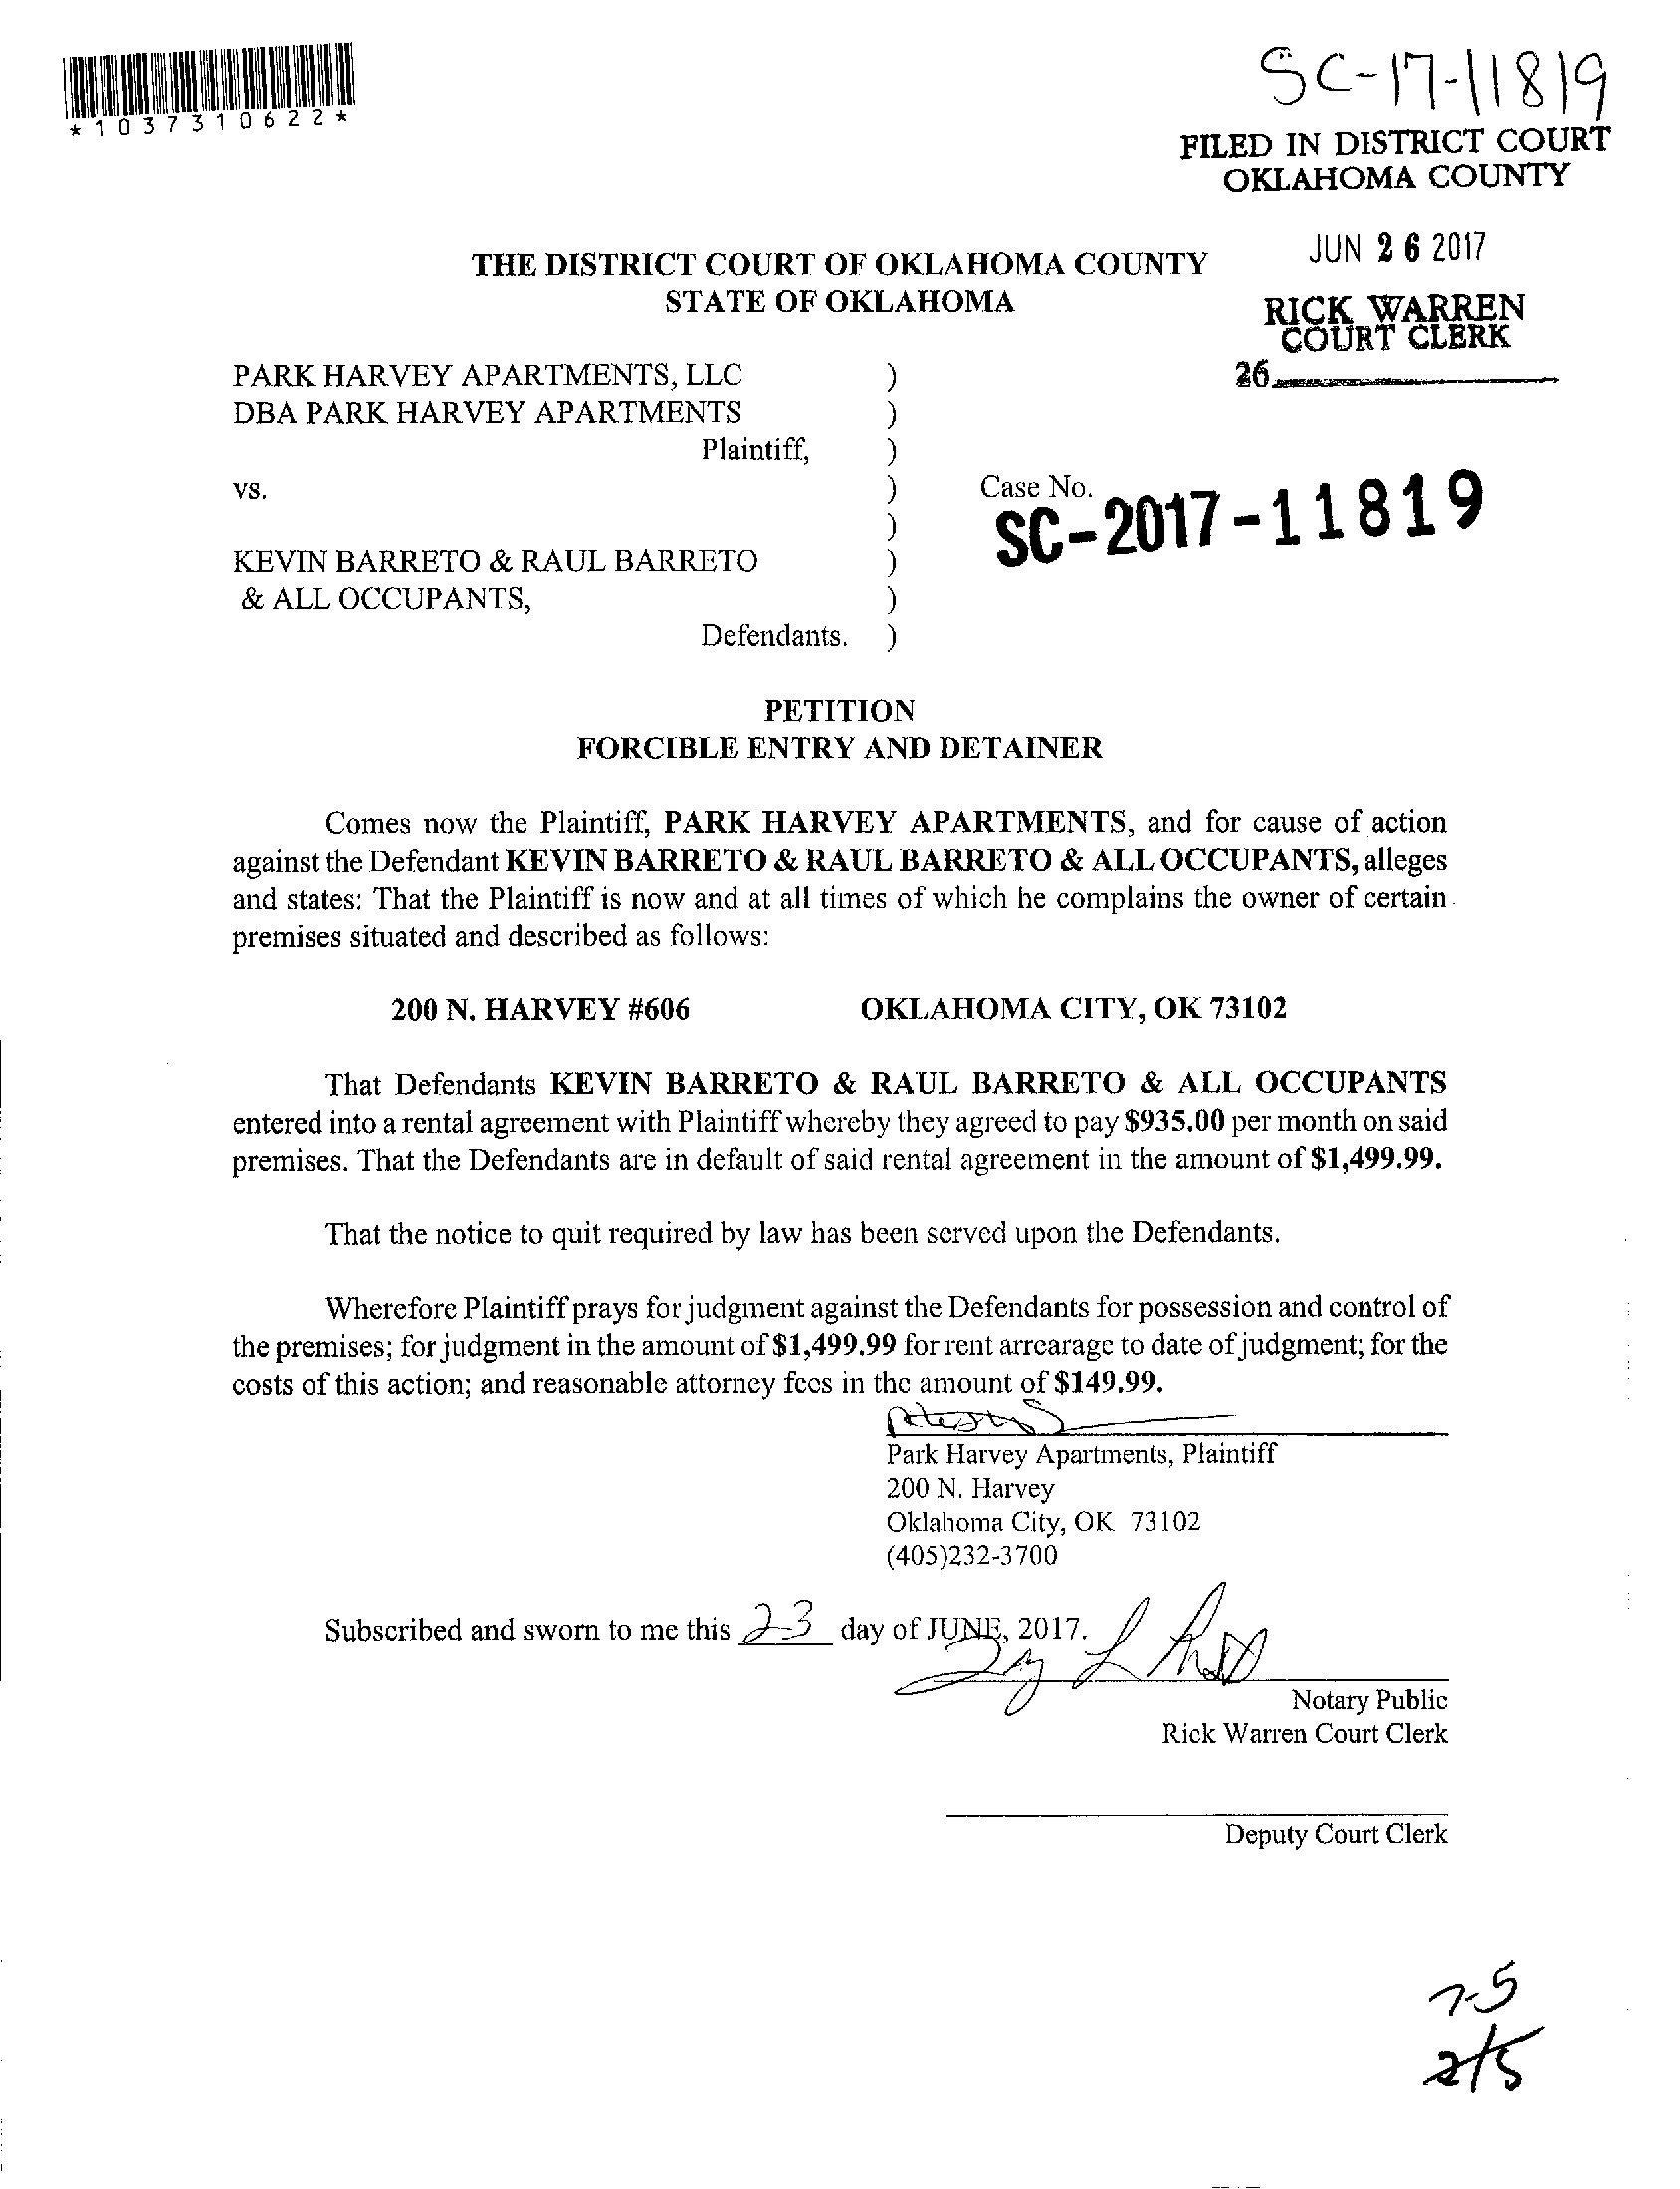 *1037310622*
SC-17-11819
FILED IN DISTRICT COURT
OKLAHOMA COUNTY
JUN 26 2017
RICK WARREN
COURT CLERK
26
THE DISTRICT COURT OF OKLAHOMA COUNTY
STATE OF OKLAHOMA
PARK HARVEY APARTMENTS, LLC )
DBA PARK HARVEY APARTMENTS )
Plaintiff, )
vs. )
)
Case No.
SC-2017-11819
KEVIN BARRETO & RAUL BARRETO )
& ALL OCCUPANTS, )
Defendants. )
PETITION
FORCIBLE ENTRY AND DETAINER
Comes now the Plaintiff, PARK HARVEY APARTMENTS, and for cause of action
against the Defendant KEVIN BARRETO & RAUL BARRETO & ALL OCCUPANTS, alleges
and states: That the Plaintiff is now and at all times of which he complains the owner of certain
premises situated and described as follows:
200 N. HARVEY #606 OKLAHOMA CITY, OK 73102
That Defendants KEVIN BARRETO & RAUL BARRETO & ALL OCCUPANTS
entered into a rental agreement with Plaintiff whereby they agreed to pay $935.00 per month on said
premises. That the Defendants are in default of said rental agreement in the amount of $1,499.99.
That the notice to quit required by law has been served upon the Defendants.
Wherefore Plaintiff prays for judgment against the Defendants for possession and control of
the premises; for judgment in the amount of $1,499.99 for rent arrearage to date of judgment; for the
costs of this action; and reasonable attorney fees in the amount of $149.99.
Park Harvey Apartments, Plaintiff
200 N. Harvey
Oklahoma City, OK 73102
(405)232-3700
Subscribed and sworn to me this 23 day of JUNE, 2017.
Notary Public
Rick Warren Court Clerk
Deputy Court Clerk
7-5